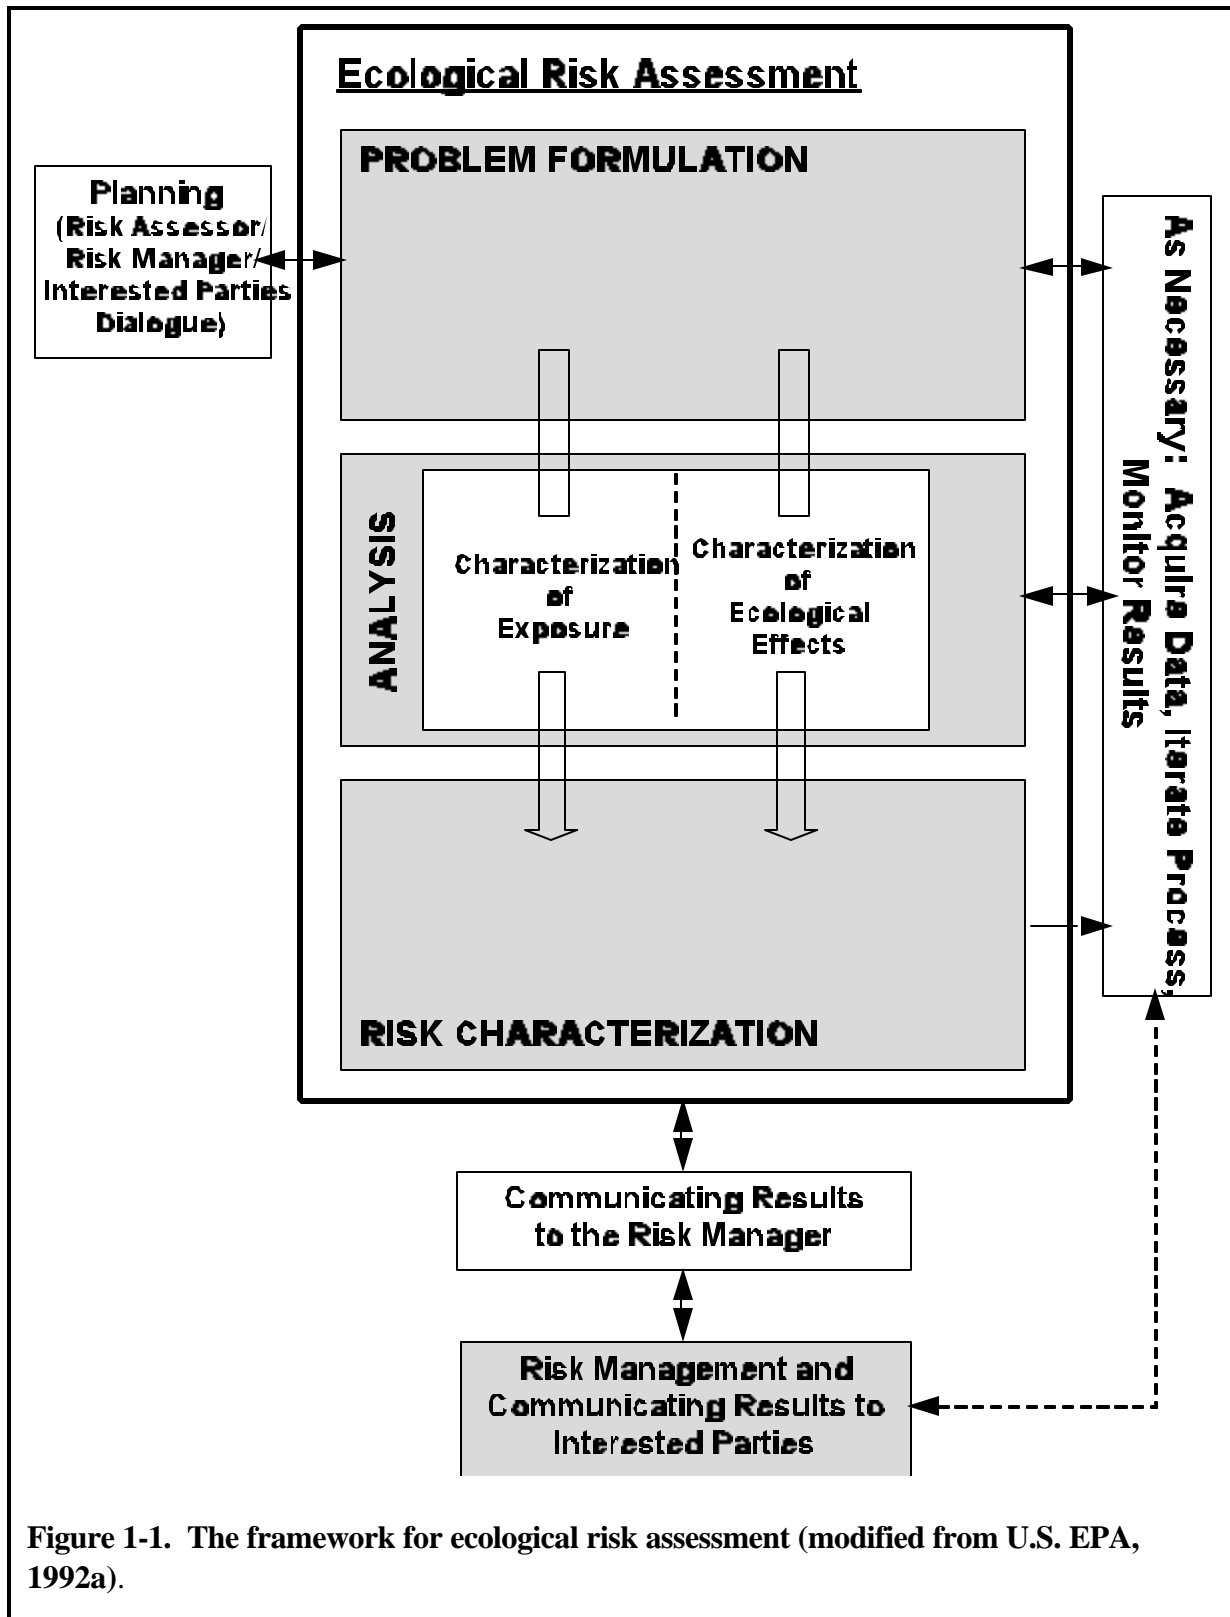 Ecological Risk Assessment
PROBLEM FORMULATION
Planning
(Risk Assessor/
Risk Manager/
Interested Parties
Dialogue)
As Necessary: Acquire Data, Iterate Process,
Monitor Results
ANALYSIS
Characterization
of
Exposure
Characterization
of
Ecological
Effects
RISK CHARACTERIZATION
Communicating Results
to the Risk Manager
Risk Management and
Communicating Results to
Interested Parties
Figure 1-1. The framework for ecological risk assessment (modified from U.S. EPA,
1992a).